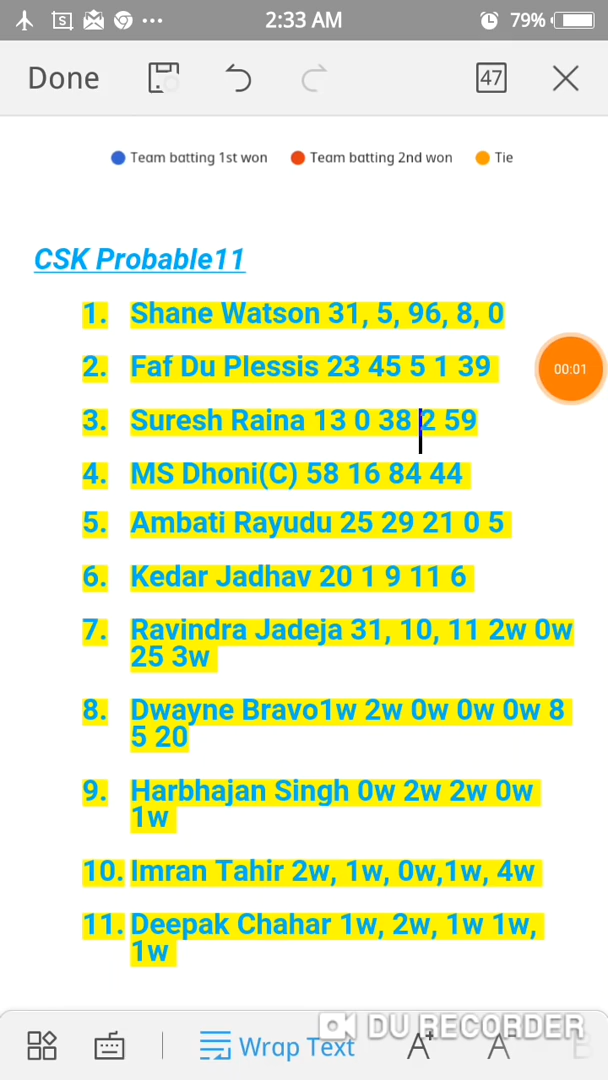 2:33 AM
79%
Done
47
Team batting 1st won Team batting 2nd won Tie
CSK Probable11
1. Shane Watson 31, 5, 96, 8, 0
2. Faf Du Plessis 23 45 5 1 39
00:01
3. Suresh Raina 13 0 38 2 59
4. MS Dhoni(C) 58 16 84 44
5. Ambati Rayudu 25 29 21 0 5
6. Kedar Jadhav 20 1 9 11 6
7. Ravindra Jadeja 31, 10, 11 2w 0w
25 3w
8. Dwayne Bravo1w 2w 0w 0w 0w 8
5 20
9. Harbhajan Singh 0w 2w 2w 0w
1w
10. Imran Tahir 2w, 1w, 0w,1w, 4w
11. Deepak Chahar 1w, 2w, 1w 1w,
1w
DU RECORDER
Wrap Text A+ A- B